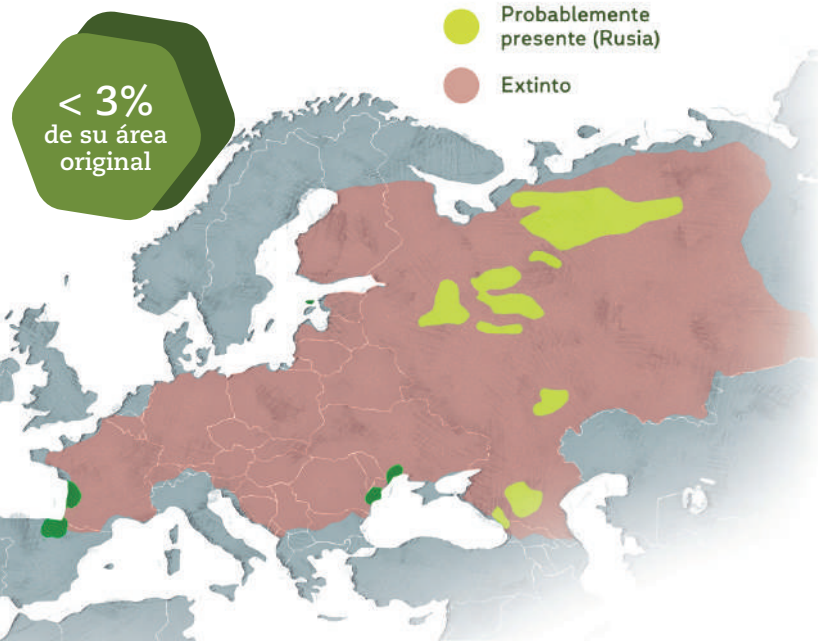 Probablemente
presente (Rusia)
Extinto
< 3%
de su área
original